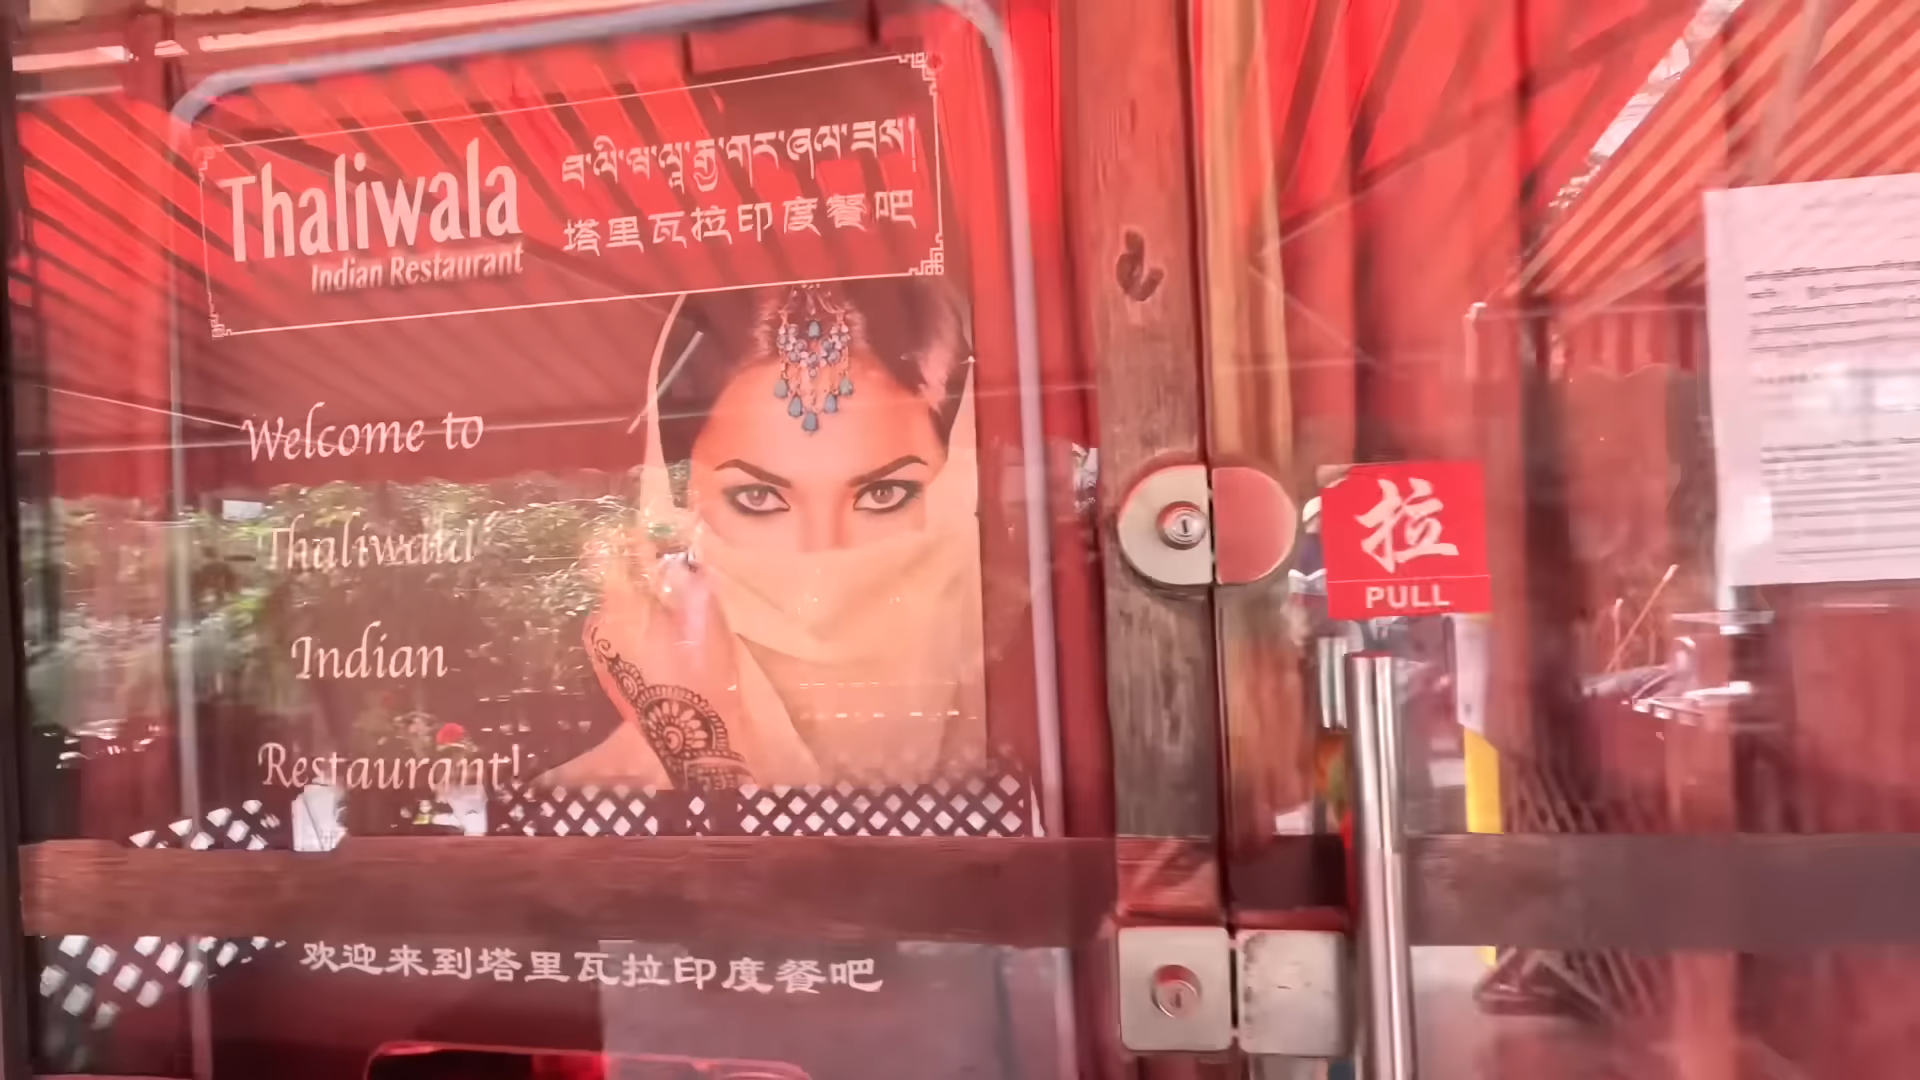 Thaliwala
Indian Restaurant
ཐ་ལི་ཝ་ལཱ་རྒྱ་གར་ཞལ་ཟས།
塔里瓦拉印度餐吧
Welcome to
Thaliwala
Indian
Restaurant!
欢迎来到塔里瓦拉印度餐吧
拉
PULL